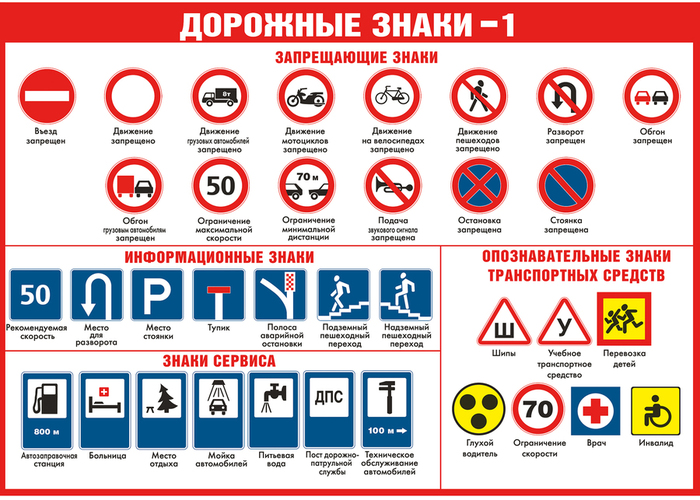 ДОРОЖНЫЕ ЗНАКИ – 1
ЗАПРЕЩАЮЩИЕ ЗНАКИ
Вт
Въезд
запрещен
Движение
запрещено
Движение
грузовых автомобилей
запрещено
Движение
мотоциклов
запрещено
Движение
на велосипедах
запрещено
Движение
пешеходов
запрещено
Разворот
запрещен
Обгон
запрещен
50
70 м
Обгон
грузовым автомобилям
запрещен
Ограничение
максимальной
скорости
Ограничение
минимальной
дистанции
Подача
звукового сигнала
запрещена
Остановка
запрещена
Стоянка
запрещена
ИНФОРМАЦИОННЫЕ ЗНАКИ
50
P
Рекомендуемая
скорость
Место
для
разворота
Место
стоянки
Тупик
Полоса
аварийной
остановки
Подземный
пешеходный
переход
Надземный
пешеходный
переход
ЗНАКИ СЕРВИСА
800 м
ДПС
100 м
Автозаправочная
станция
Больница
Место
отдыха
Мойка
автомобилей
Питьевая
вода
Пост дорожно-
патрульной
службы
Техническое
обслуживание
автомобилей
ОПОЗНАВАТЕЛЬНЫЕ ЗНАКИ
ТРАНСПОРТНЫХ СРЕДСТВ
Ш
У
Шипы
Учебное
транспортное
средство
Перевозка
детей
70
Глухой
водитель
Ограничение
скорости
Врач
Инвалид